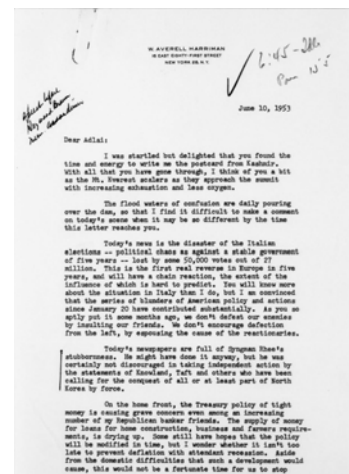 W. AVERELL HARRIMAN
16 EAST EIGHTY-FIRST STREET
NEW YORK 28, N.Y.
6:45
June 10, 1953
Dear Adlai:
I was startled but delighted that you found the
time and energy to write me the postcard from Kashmir.
With all that you have gone through, I think of you a bit
as the Mt. Everest scalers as they approach the summit
with increasing exhaustion and less oxygen.
The flood waters of confusion are daily pouring
over the dam, so that I find it difficult to make a comment
on today's scene when it may be so different by the time
this letter reaches you.
Today's news is the disaster of the Italian
elections -- political chaos as against a stable government
of five years -- lost by some 50,000 votes out of 27
million. This is the first real reverse in Europe in five
years, and will have a chain reaction, the extent of the
influence of which is hard to predict. You will know more
about the situation in Italy than I do, but I am convinced
that the series of blunders of American policy and actions
since January 20 have contributed substantially. As you so
aptly put it some months ago, we don't defeat our enemies
by insulting our friends. We don't encourage defection
from the left, by espousing the cause of the reactionaries.
Today's newspapers are full of Syngman Rhee's
stubbornness. He might have done it anyway, but he was
certainly not discouraged in taking independent action by
the statements of Knowland, Taft and others who have been
calling for the conquest of all or at least part of North
Korea by force.
On the home front, the Treasury policy of tight
money is causing grave concern even among an increasing
number of my Republican banker friends. The supply of money
for loans for home construction, business and farmers require-
ments, is drying up. Some still have hopes that the policy
will be modified in time, but I wonder whether it isn't too
late to prevent deflation with attendant recession. Aside
from the domestic difficulties that such a development would
cause, this would not be a fortunate time for us to stop